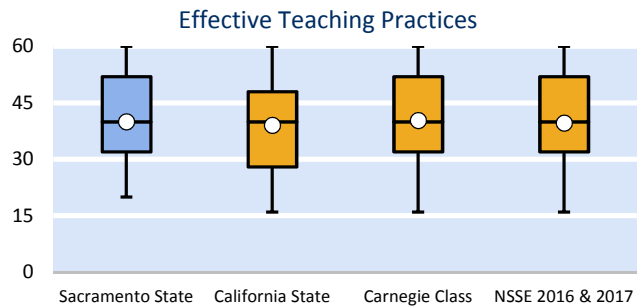 Effective Teaching Practices
60
45
30
15
0
Sacramento State California State Carnegie Class NSSE 2016 & 2017